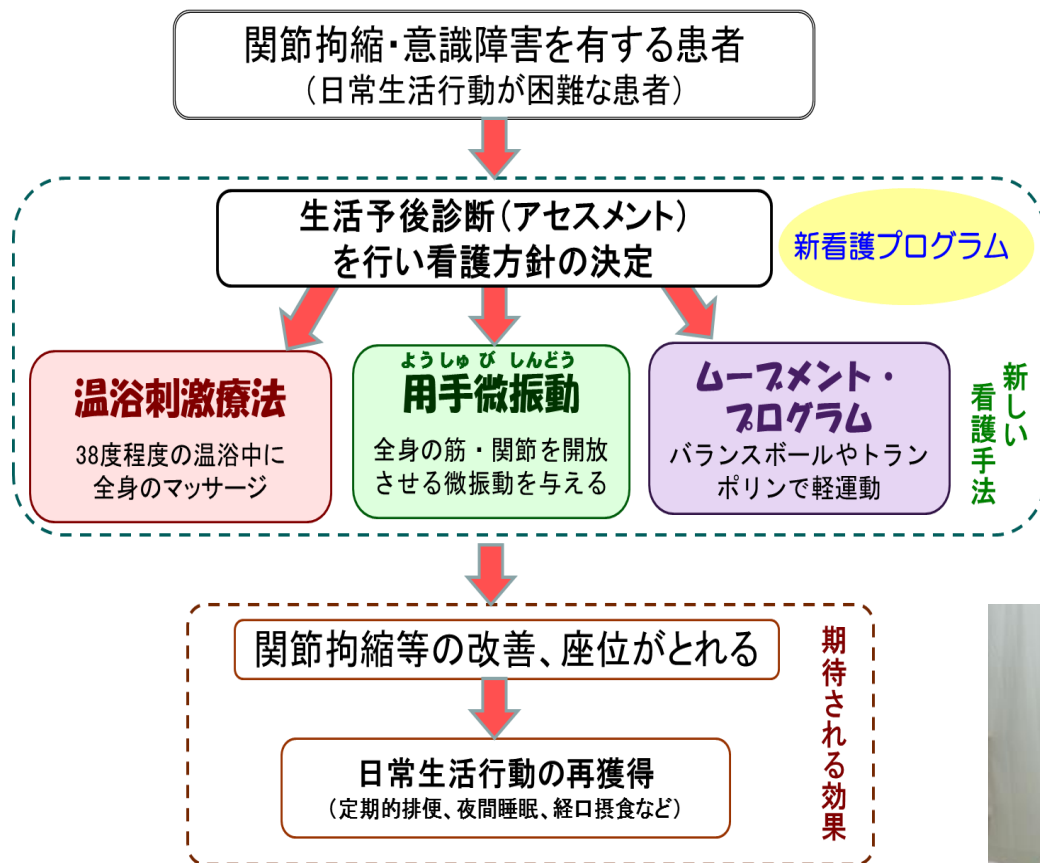 関節拘縮・意識障害を有する患者
（日常生活行動が困難な患者）
生活予後診断（アセスメント）
を行い看護方針の決定
新看護プログラム
温浴刺激療法
38度程度の温浴中に
全身のマッサージ
ようしゅ び しんどう
用手微振動
全身の筋・関節を開放
させる微振動を与える
ムーブメント・
プログラム
バランスボールやトラン
ポリンで軽運動
新しい
看護手法
関節拘縮等の改善、座位がとれる
日常生活行動の再獲得
（定期的排便、夜間睡眠、経口摂食など）
期待される効果